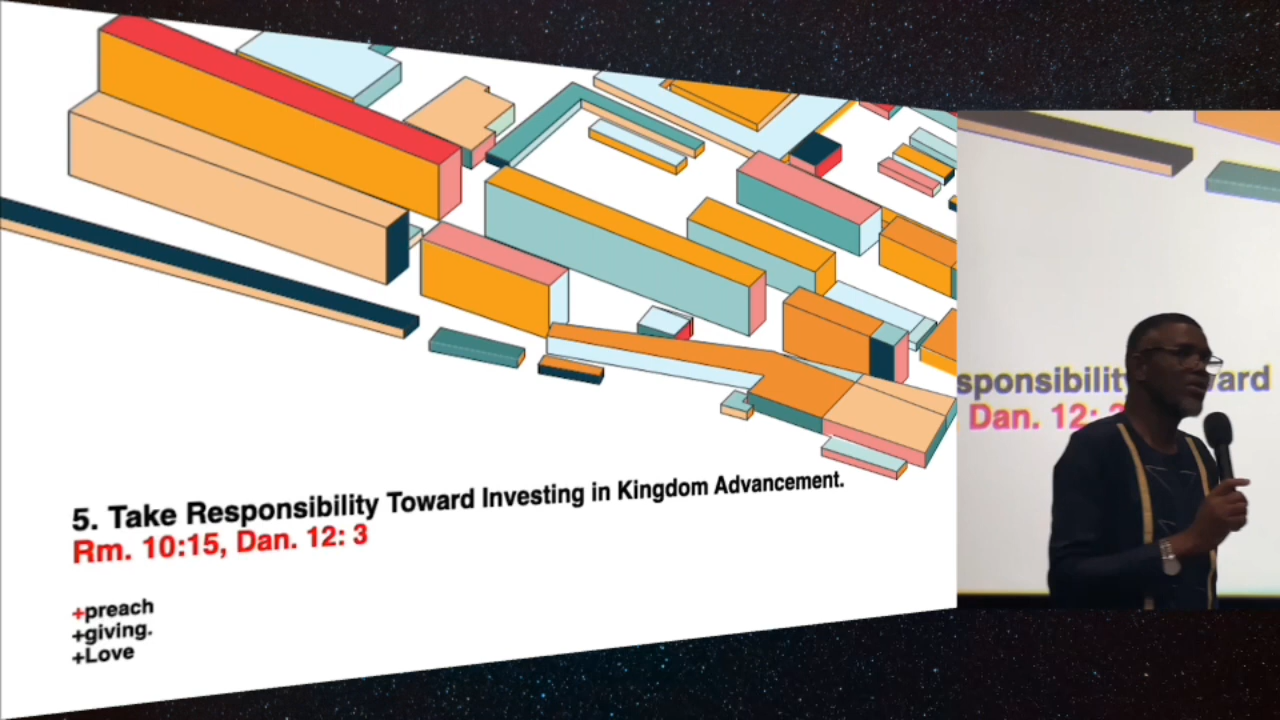 5. Take Responsibility Toward Investing in Kingdom Advancement.
Rm. 10:15, Dan. 12: 3
+preach
+giving.
+Love
sponsibilit
ward
Dan. 12: